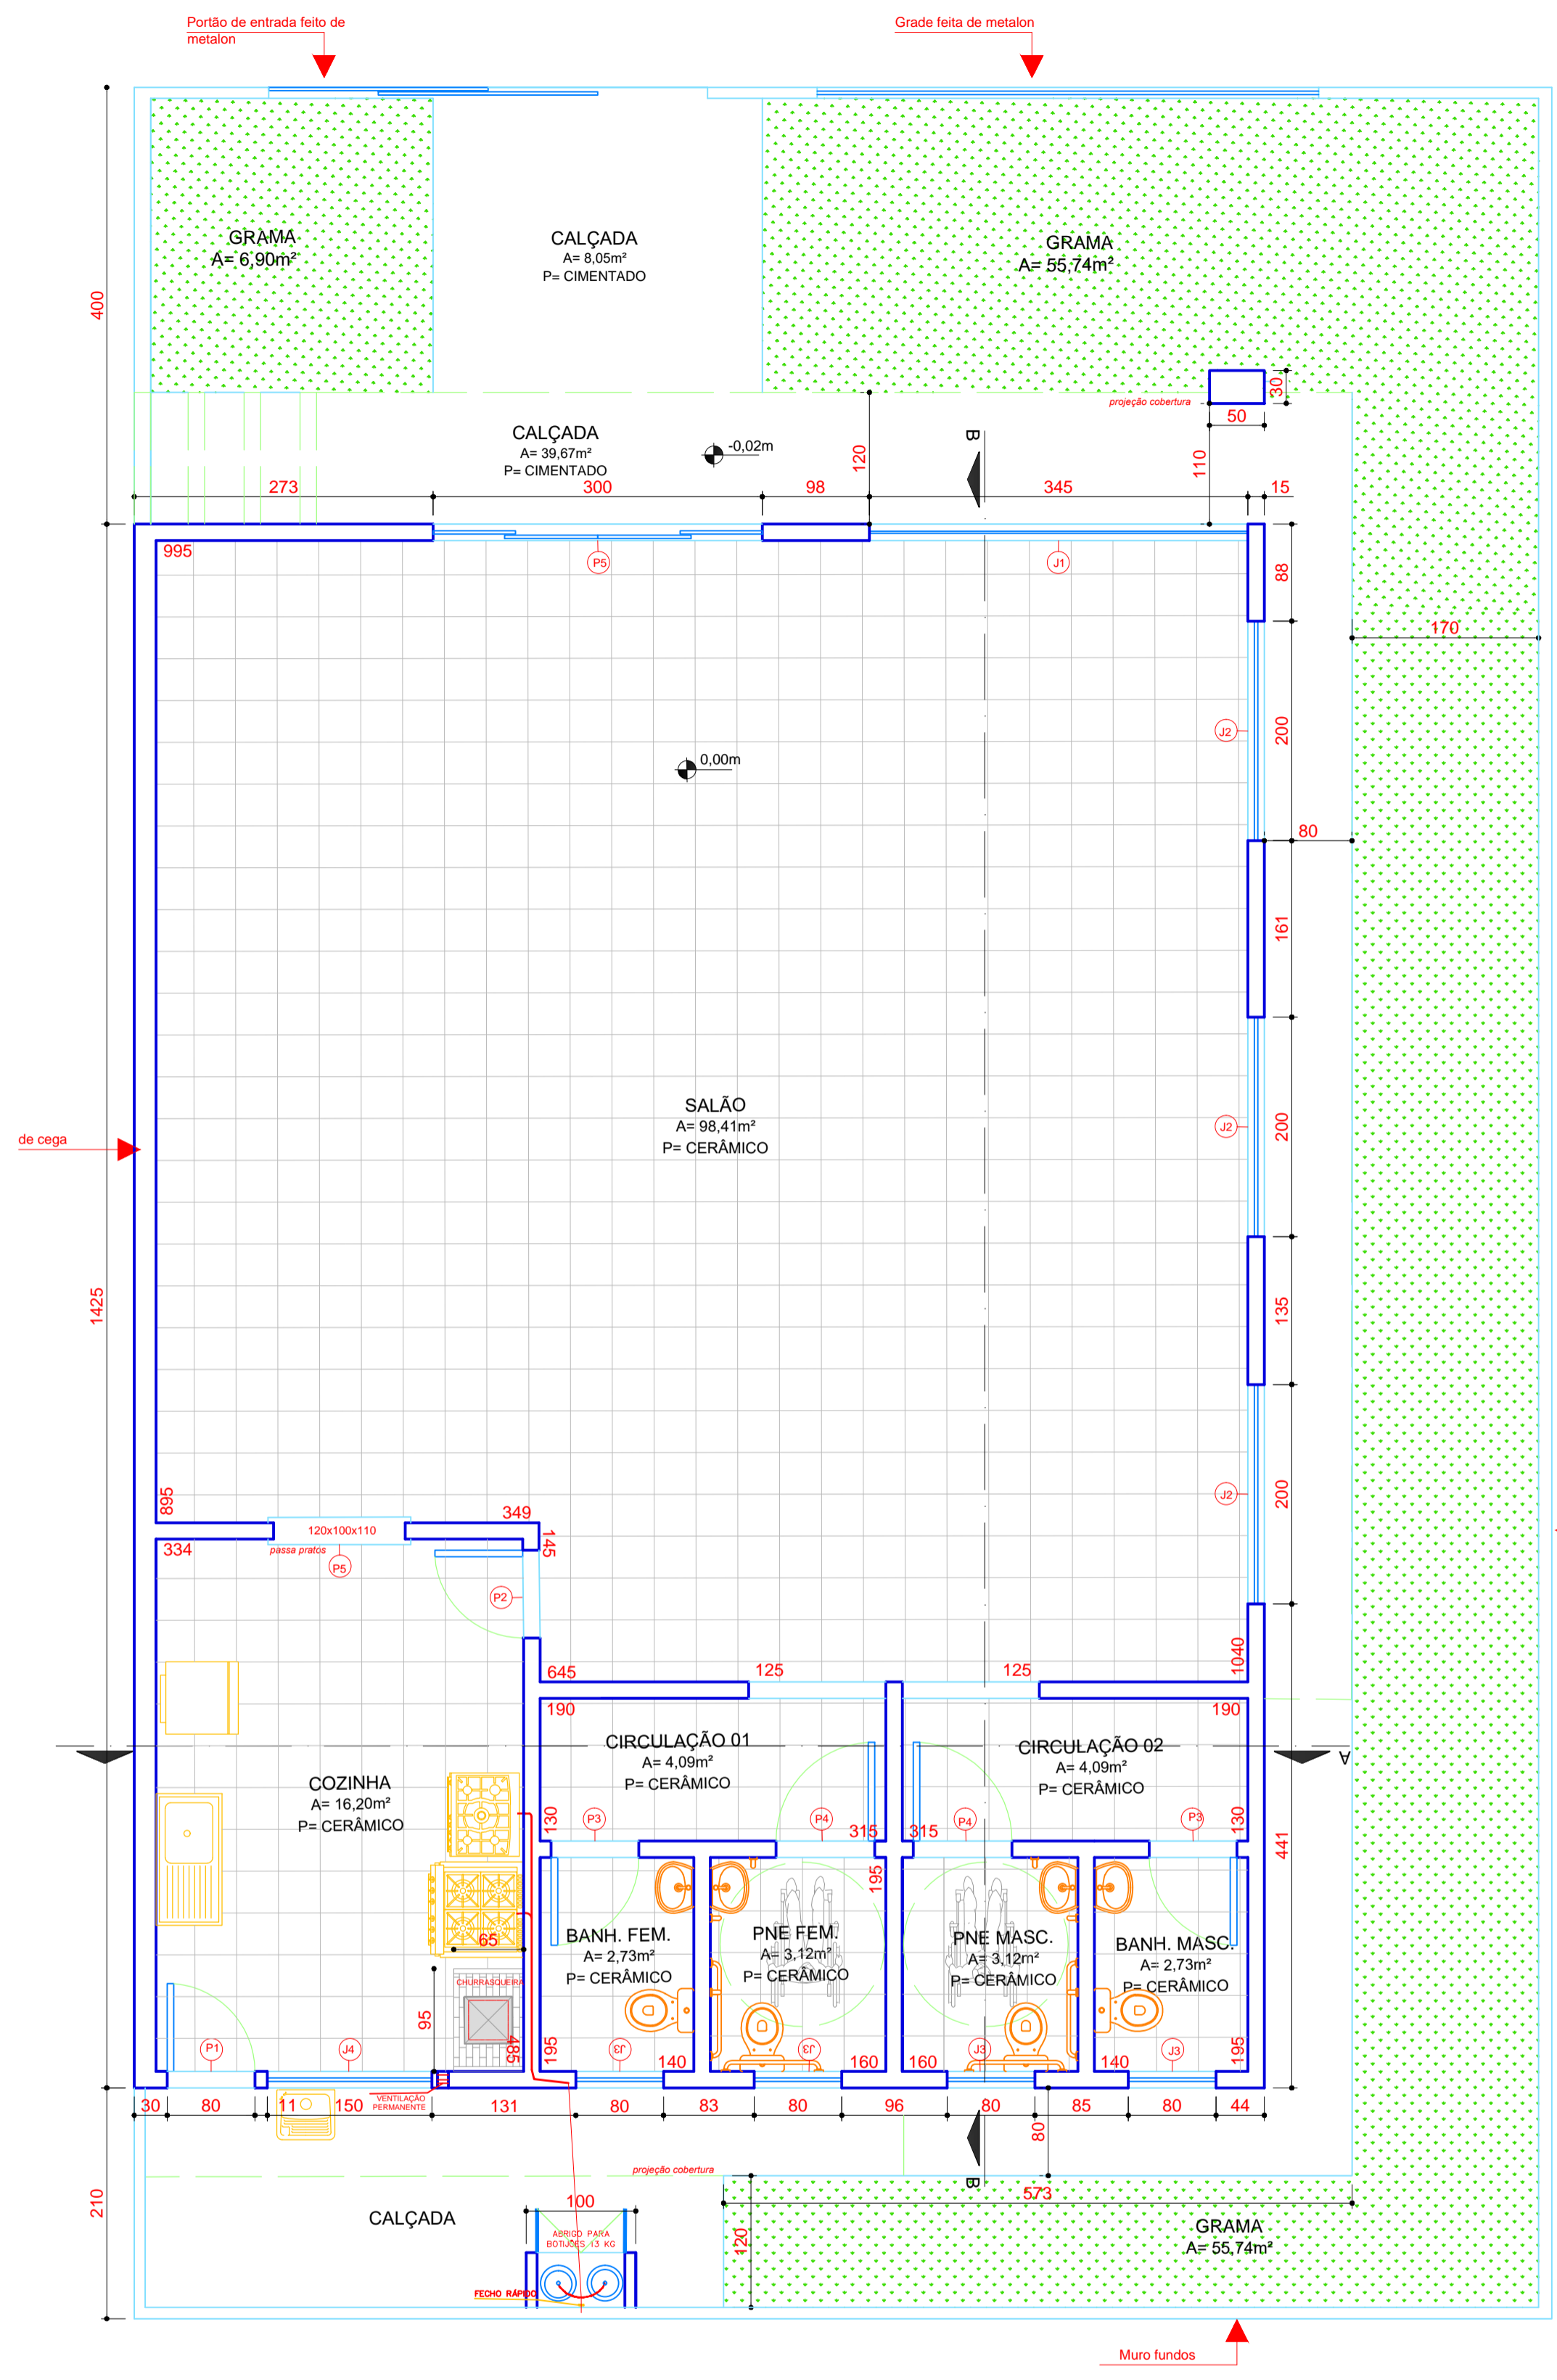 Portão de entrada feito de
metalon
Grade feita de metalon
GRAMA
A= 6,90m²
CALÇADA
A= 8,05m²
P= CIMENTADO
GRAMA
A= 55,74m²
400
30
50
projeção cobertura
CALÇADA
A= 39,67m²
P= CIMENTADO
-0,02m
120
B
110
273
300
98
345
15
995
P5
J1
88
170
J2
200
0,00m
80
161
SALÃO
A= 98,41m²
P= CERÂMICO
J2
200
de cega
1425
135
J2
200
895
349
120x100x110
334
passa pratos
P5
145
P2
645
125
125
1040
190
190
CIRCULAÇÃO 01
A= 4,09m²
P= CERÂMICO
CIRCULAÇÃO 02
A= 4,09m²
P= CERÂMICO
A
COZINHA
A= 16,20m²
P= CERÂMICO
130
P3
P4
315
315
P4
P3
130
441
195
65
BANH. FEM.
A= 2,73m²
P= CERÂMICO
PNE FEM.
A= 3,12m²
P= CERÂMICO
PNE MASC.
A= 3,12m²
P= CERÂMICO
BANH. MASC.
A= 2,73m²
P= CERÂMICO
CHURRASQUEIRA
95
485
P1
J4
195
J3
140
J3
160
160
J3
140
J3
195
VENTILAÇÃO
PERMANENTE
30
80
11
150
131
80
83
80
96
80
85
80
44
80
B
projeção cobertura
210
CALÇADA
100
573
120
ABRIGO PARA
BOTIJÕES 13 KG
FECHO RÁPIDO
GRAMA
A= 55,74m²
Muro fundos